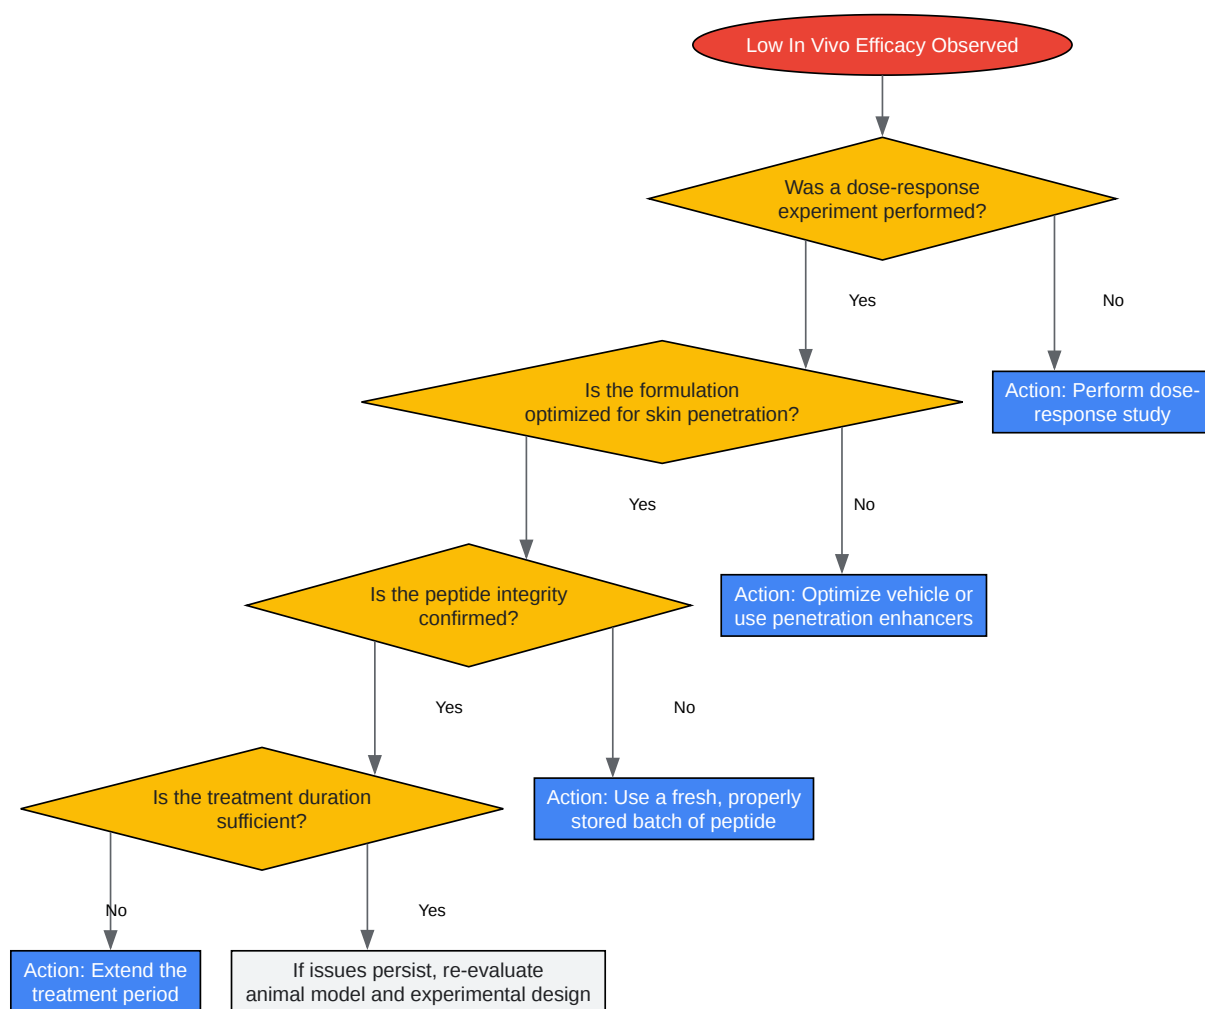 Low In Vivo Efficacy Observed
Was a dose-response
experiment performed?
Yes
No
Is the formulation
optimized for skin penetration?
Action: Perform dose-
response study
Yes
No
Is the peptide integrity
confirmed?
Action: Optimize vehicle or
use penetration enhancers
Yes
No
Is the treatment duration
sufficient?
Action: Use a fresh, properly
stored batch of peptide
No
Yes
Action: Extend the
treatment period
If issues persist, re-evaluate
animal model and experimental design